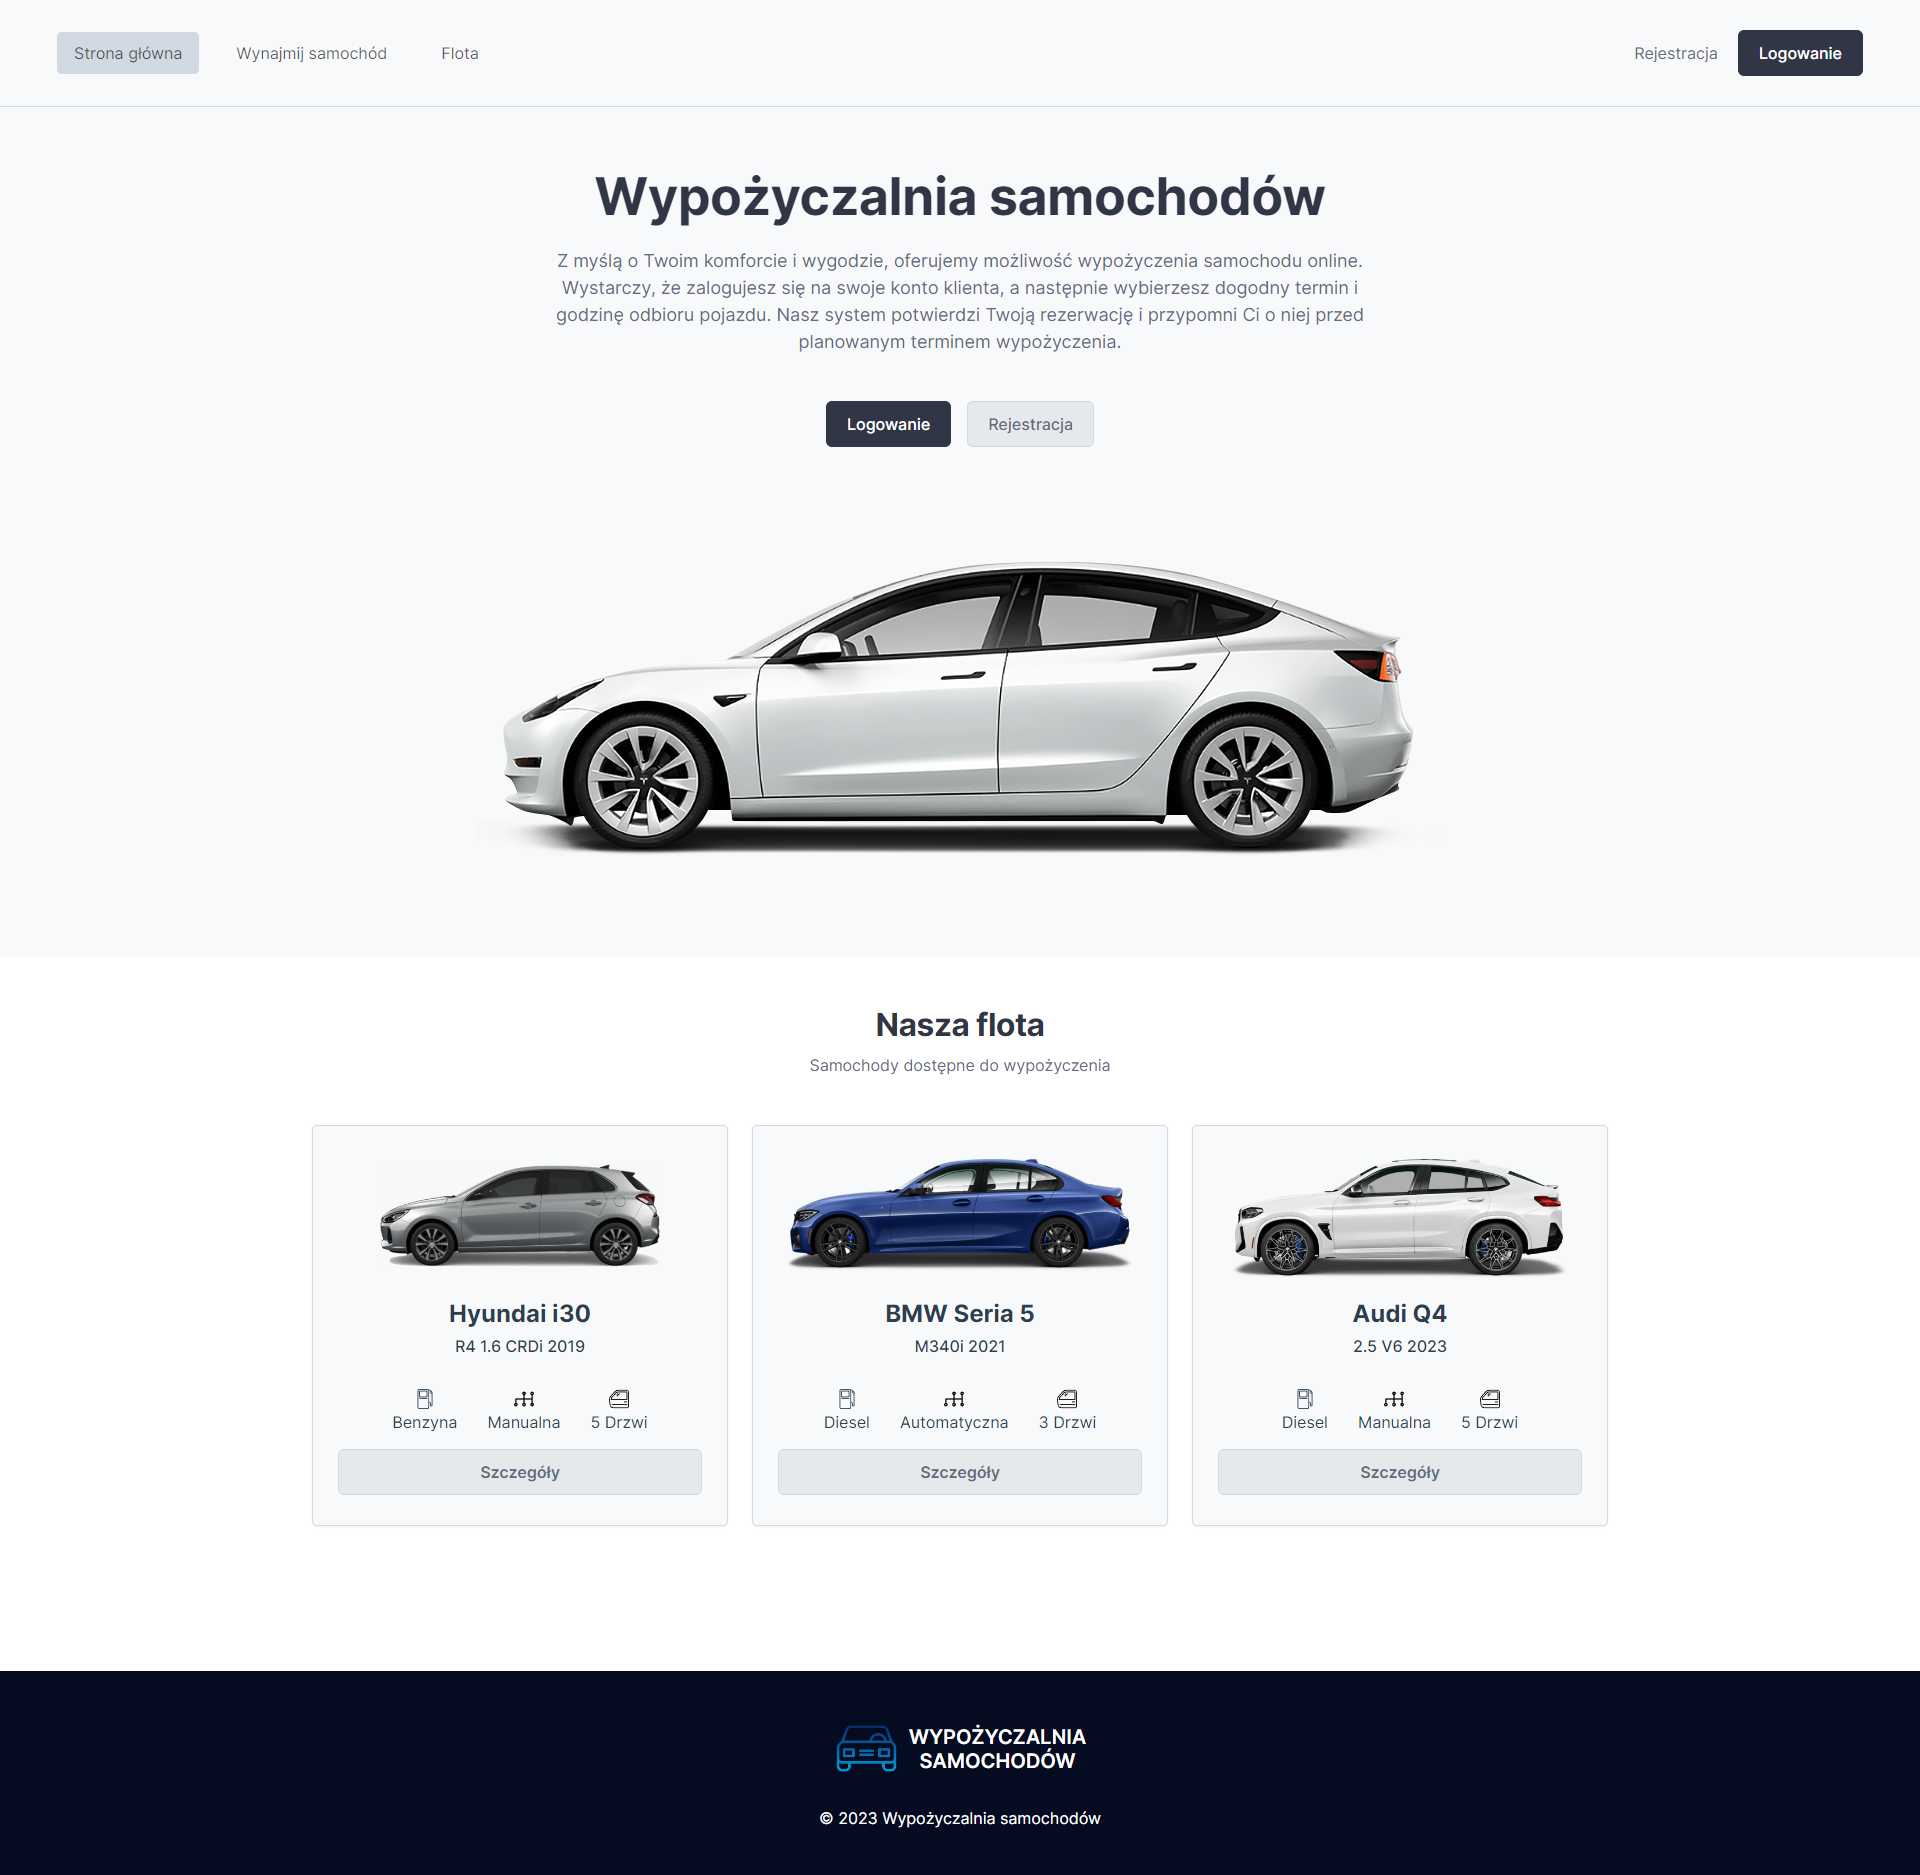 Strona główna
Wynajmij samochód
Flota
Rejestracja
Logowanie
Wypożyczalnia samochodów
Z myślą o Twoim komforcie i wygodzie, oferujemy możliwość wypożyczenia samochodu online.
Wystarczy, że zalogujesz się na swoje konto klienta, a następnie wybierzesz dogodny termin i
godzinę odbioru pojazdu. Nasz system potwierdzi Twoją rezerwację i przypomni Ci o niej przed
planowanym terminem wypożyczenia.
Logowanie
Rejestracja
Nasza flota
Samochody dostępne do wypożyczenia
Hyundai i30
R4 1.6 CRDi 2019
Benzyna
Manualna
5 Drzwi
Szczegóły
BMW Seria 5
M340i 2021
Diesel
Automatyczna
3 Drzwi
Szczegóły
Audi Q4
2.5 V6 2023
Diesel
Manualna
5 Drzwi
Szczegóły
WYPOŻYCZALNIA
SAMOCHODÓW
© 2023 Wypożyczalnia samochodów